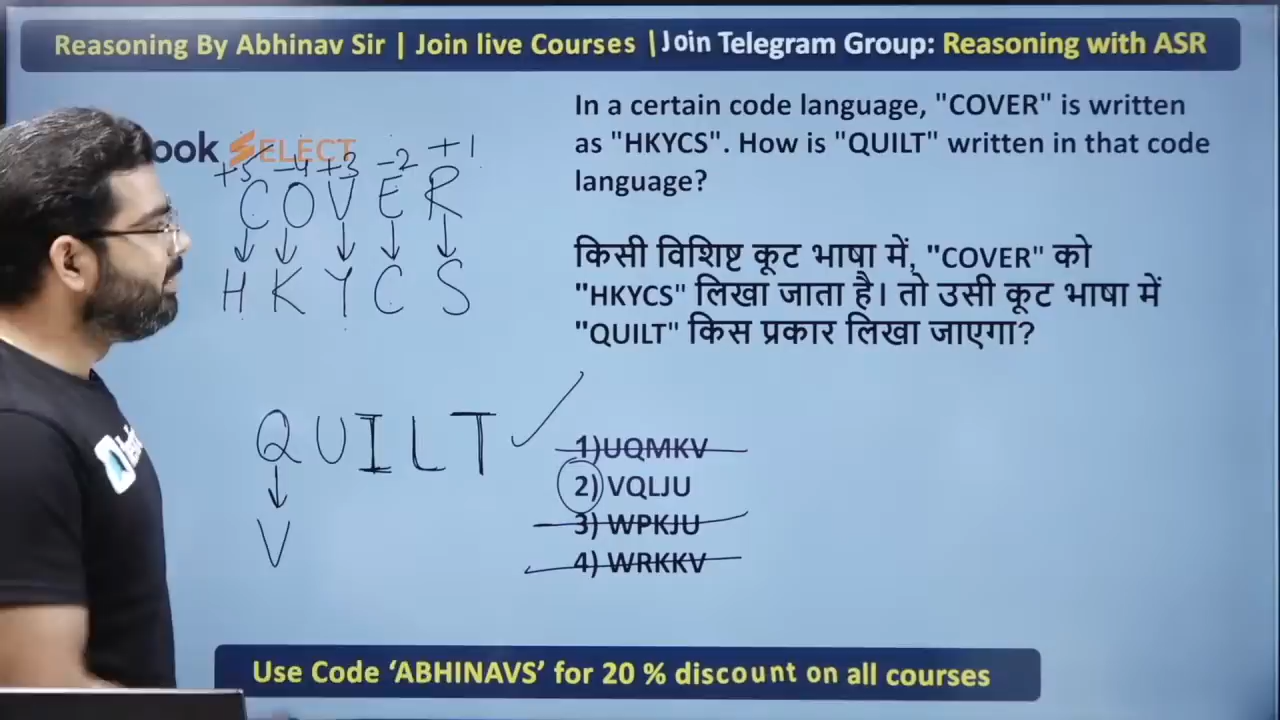 Reasoning By Abhinav Sir | Join live Courses | Join Telegram Group: Reasoning with ASR
ook SELECT
+5 -4 +3 -2 +1
C O V E R
H K Y C S
In a certain code language, "COVER" is written
as "HKYCS". How is "QUILT" written in that code
language?
किसी विशिष्ट कूट भाषा में, "COVER" को
"HKYCS" लिखा जाता है। तो उसी कूट भाषा में
"QUILT" किस प्रकार लिखा जाएगा?
Q U I L T
V
1)UQMKV
2) VQLJU
3) WPKJU
4) WRKKV
Use Code ‘ABHINAVS’ for 20 % discount on all courses